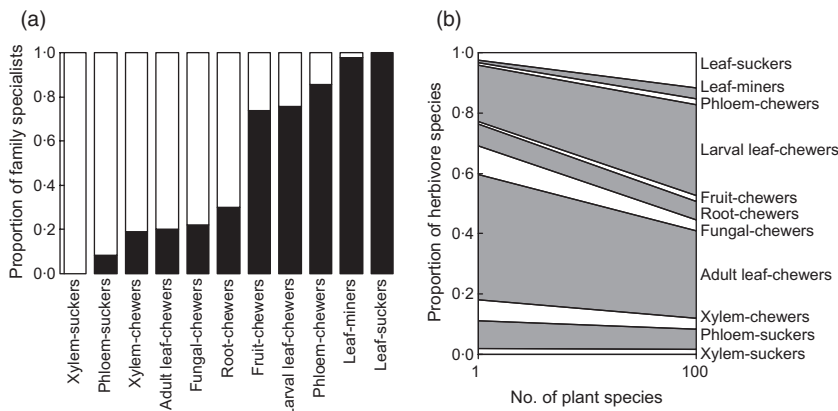 (a)
Proportion of family specialists
1·0
0·8
0·6
0·4
0·2
0·0
Xylem-suckers
Phloem-suckers
Xylem-chewers
Adult leaf-chewers
Fungal-chewers
Root-chewers
Fruit-chewers
Larval leaf-chewers
Phloem-chewers
Leaf-miners
Leaf-suckers
(b)
Proportion of herbivore species
1·0
0·8
0·6
0·4
0·2
0·0
1
100
No. of plant species
Leaf-suckers
Leaf-miners
Phloem-chewers
Larval leaf-chewers
Fruit-chewers
Root-chewers
Fungal-chewers
Adult leaf-chewers
Xylem-chewers
Phloem-suckers
Xylem-suckers